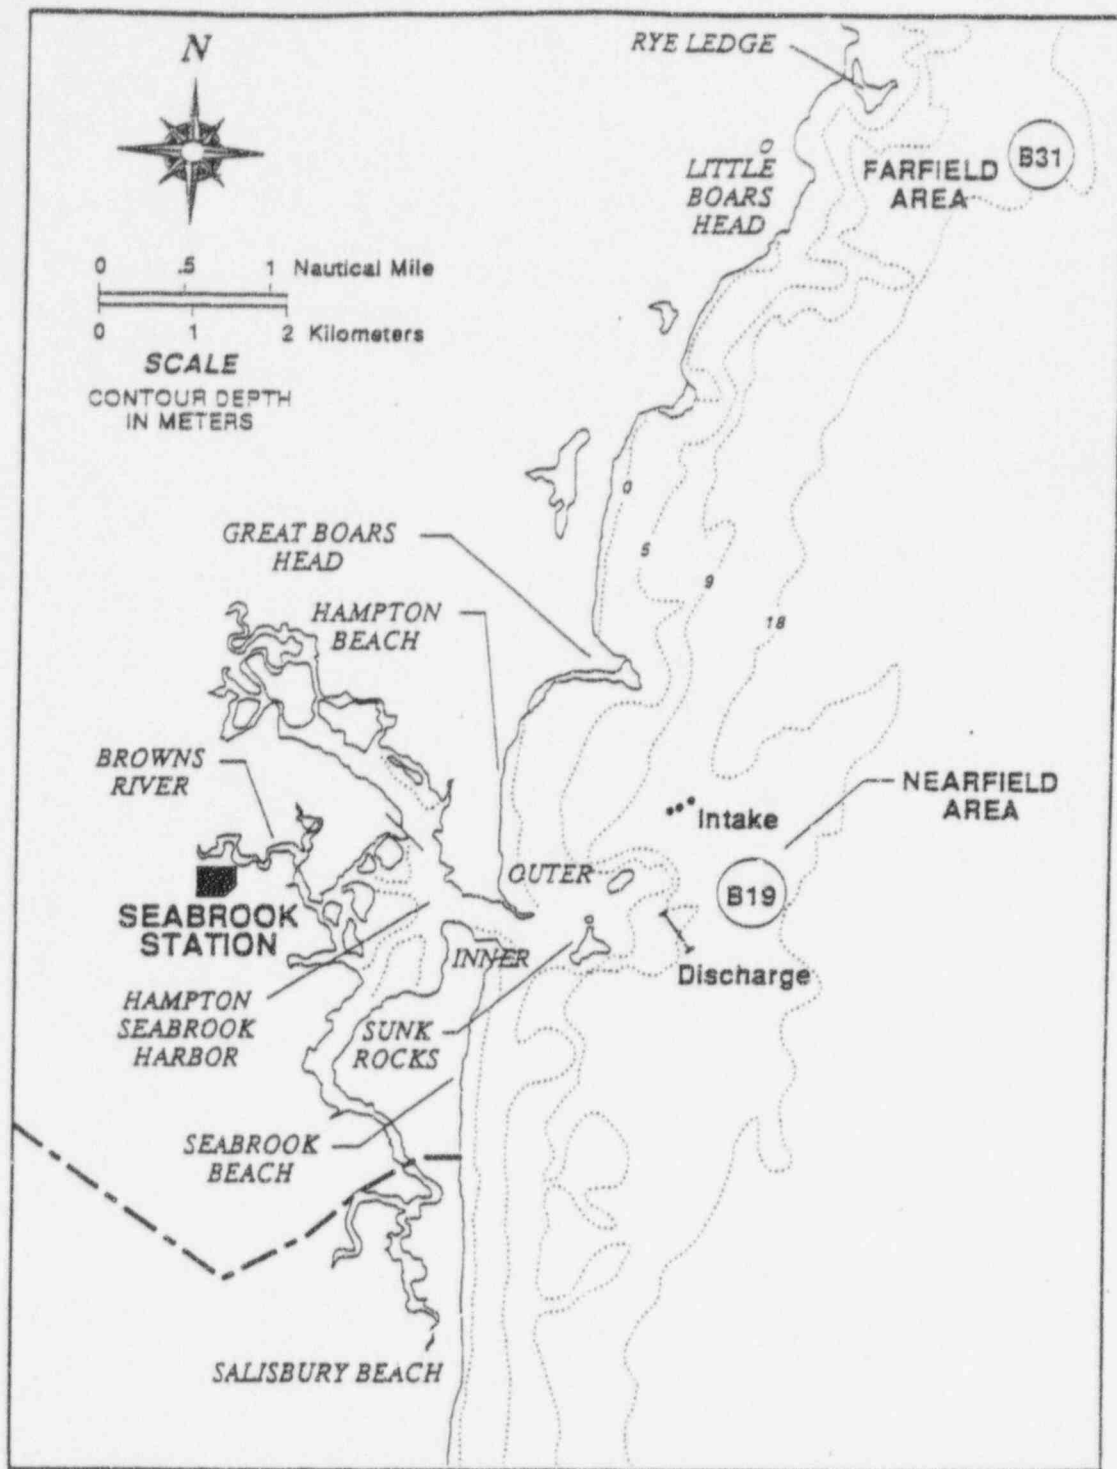 N
RYE LEDGE
LITTLE
BOARS
HEAD
FARFIELD
AREA
B31
0 .5 1 Nautical Mile
0 1 2 Kilometers
SCALE
CONTOUR DEPTH
IN METERS
0
5
9
18
GREAT BOARS
HEAD
HAMPTON
BEACH
BROWNS
RIVER
NEARFIELD
AREA
Intake
OUTER
B19
SEABROOK
STATION
INNER
Discharge
HAMPTON
SEABROOK
HARBOR
SUNK
ROCKS
SEABROOK
BEACH
SALISBURY BEACH